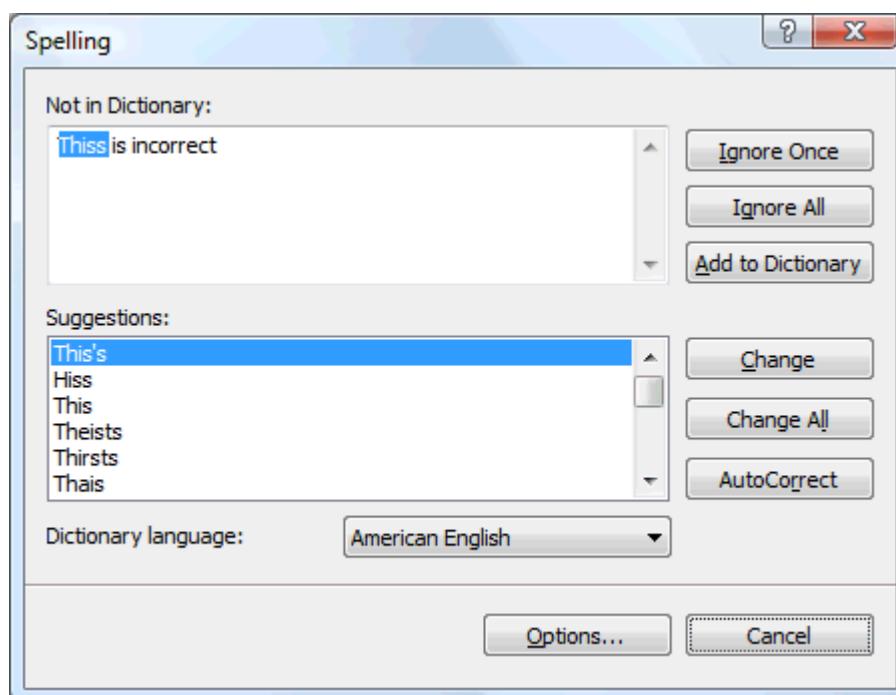 Spelling
Not in Dictionary:
Thiss is incorrect
Ignore Once
Ignore All
Add to Dictionary
Suggestions:
This's
Hiss
This
Theists
Thirsts
Thais
Change
Change All
AutoCorrect
Dictionary language:
American English
Options...
Cancel